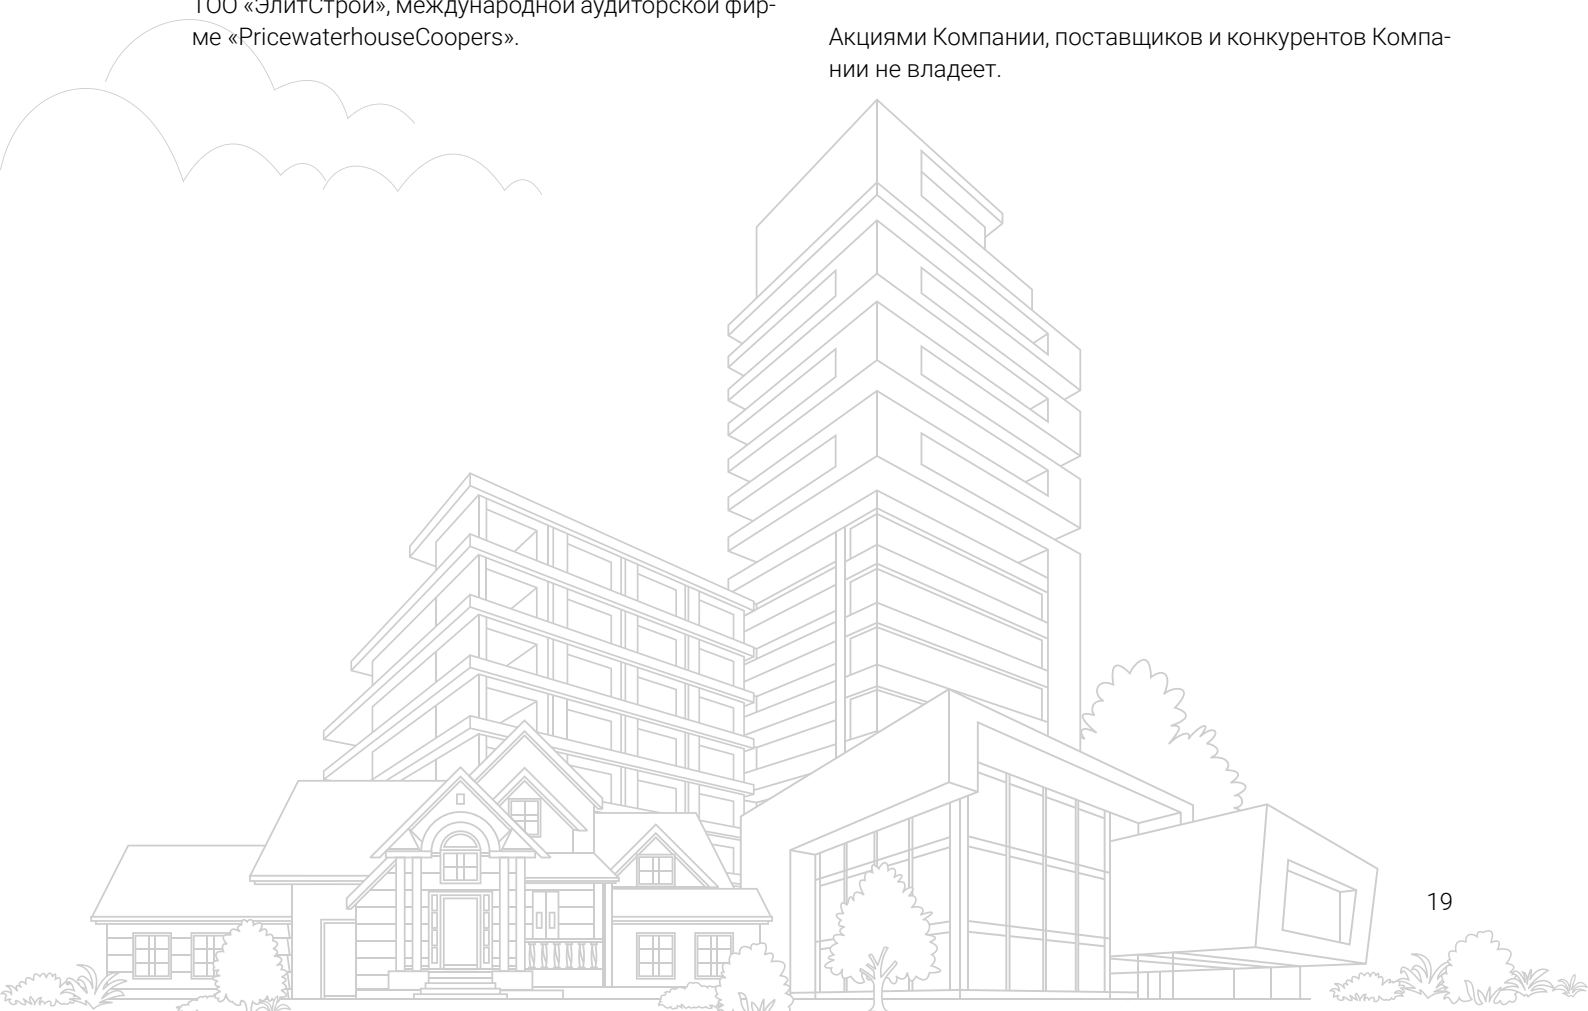 ТОО «ЭлитСтрой», международной аудиторской фир-
ме «PricewaterhouseCoopers».
Акциями Компании, поставщиков и конкурентов Компа-
нии не владеет.
19